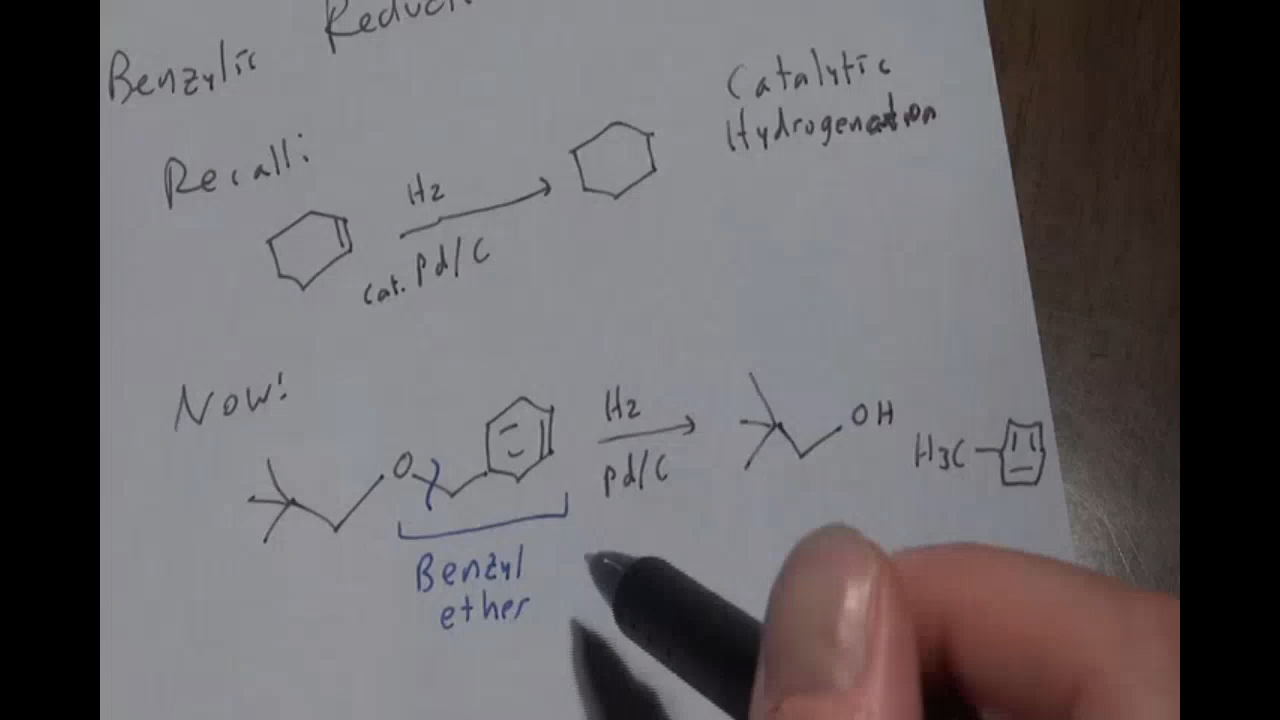 Benzylic
Recall:
H2
cat. Pd/C
Catalytic
Hydrogenation
Now!
O
H2
Pd/C
OH
H3C
Benzyl
ether